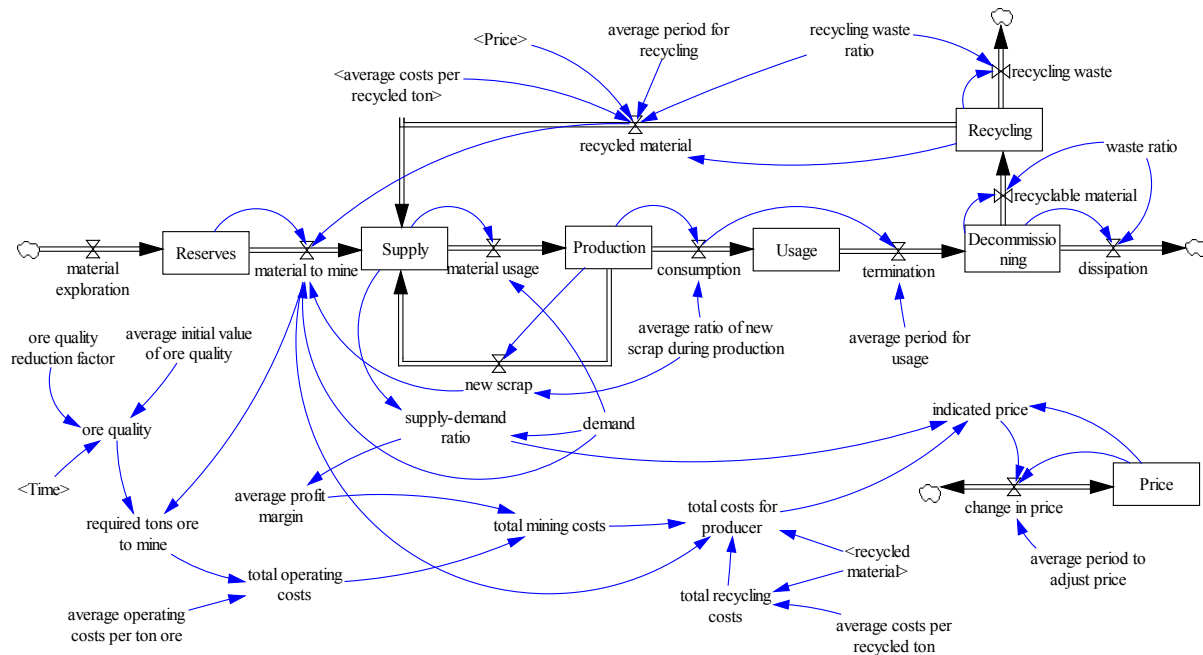 <Price>
average period for
recycling
recycling waste
ratio
<average costs per
recycled ton>
recycling waste
Recycling
recycled material
waste ratio
recyclable material
Reserves
Supply
Production
Usage
Decommissio
ning
material
exploration
material to mine
material usage
consumption
termination
dissipation
ore quality
reduction factor
average initial value
of ore quality
average ratio of new
scrap during production
average period for
usage
new scrap
ore quality
supply-demand
ratio
demand
indicated price
<Time>
average profit
margin
Price
required tons ore
to mine
total mining costs
total costs for
producer
change in price
average period to
adjust price
total operating
costs
<recycled
material>
total recycling
costs
average operating
costs per ton ore
average costs per
recycled ton